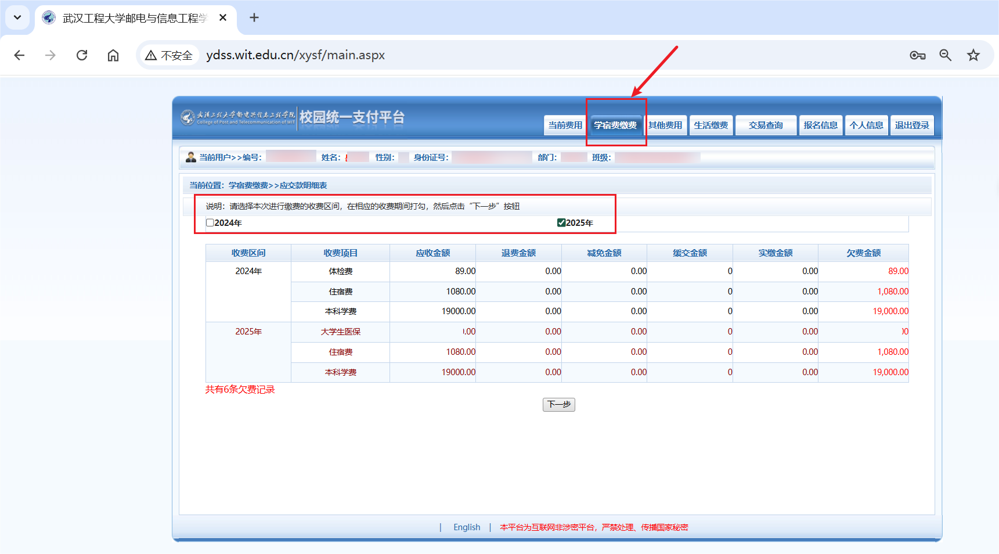 武汉工程大学邮电与信息工程学
不安全 ydss.wit.edu.cn/xysf/main.aspx
武汉工程大学邮电与信息工程学院 校园统一支付平台
College of Post and Telecommunication of WIT
当前费用 学宿费缴费 其他费用 生活缴费 交易查询 报名信息 个人信息 退出登录
当前用户>>编号: 姓名: 性别: 身份证号: 部门: 班级:
当前位置: 学宿费缴费>>应交款明细表
说明: 请选择本次进行缴费的收费区间, 在相应的收费期间打勾, 然后点击 “下一步” 按钮
2024年 2025年
收费区间 收费项目 应收金额 退费金额 减免金额 缓交金额 实缴金额 欠费金额
2024年 体检费 89.00 0.00 0.00 0 0.00 89.00
住宿费 1080.00 0.00 0.00 0 0.00 1,080.00
本科学费 19000.00 0.00 0.00 0 0.00 19,000.00
2025年 大学生医保 .00 0.00 0.00 0 0.00 00
住宿费 1080.00 0.00 0.00 0 0.00 1,080.00
本科学费 19000.00 0.00 0.00 0 0.00 19,000.00
共有6条欠费记录
下一步
| English | 本平台为互联网非涉密平台, 严禁处理、传播国家秘密